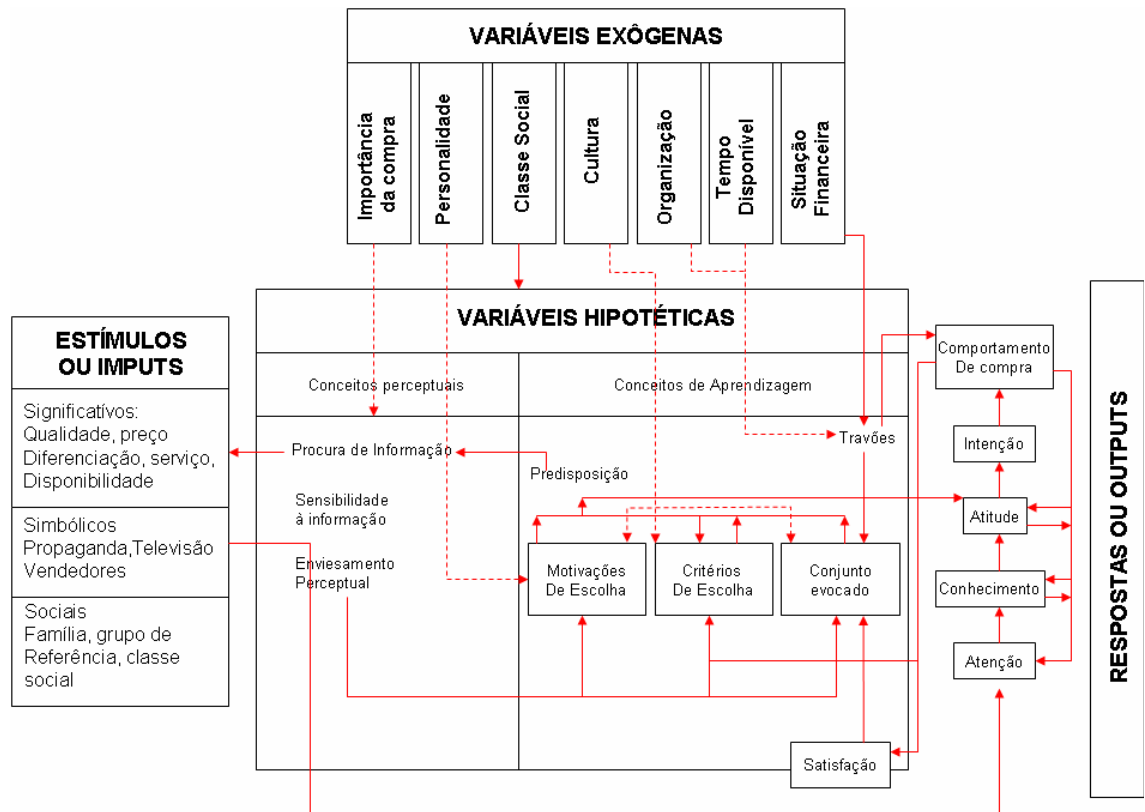 VARIÁVEIS EXÔGENAS
Importância
da compra
Personalidade
Classe Social
Cultura
Organização
Tempo
Disponível
Situação
Financeira
ESTÍMULOS
OU IMPUTS
Significatívos:
Qualidade, preço
Diferenciação, serviço,
Disponibilidade
Simbólicos
Propaganda,Televisão
Vendedores
Sociais
Família, grupo de
Referência, classe
social
VARIÁVEIS HIPOTÉTICAS
Conceitos perceptuais
Conceitos de Aprendizagem
Procura de Informação
Sensibilidade
à informação
Enviesamento
Perceptual
Predisposição
Travões
Motivações
De Escolha
Critérios
De Escolha
Conjunto
evocado
Satisfação
Comportamento
De compra
Intenção
Atitude
Conhecimento
Atenção
RESPOSTAS OU OUTPUTS